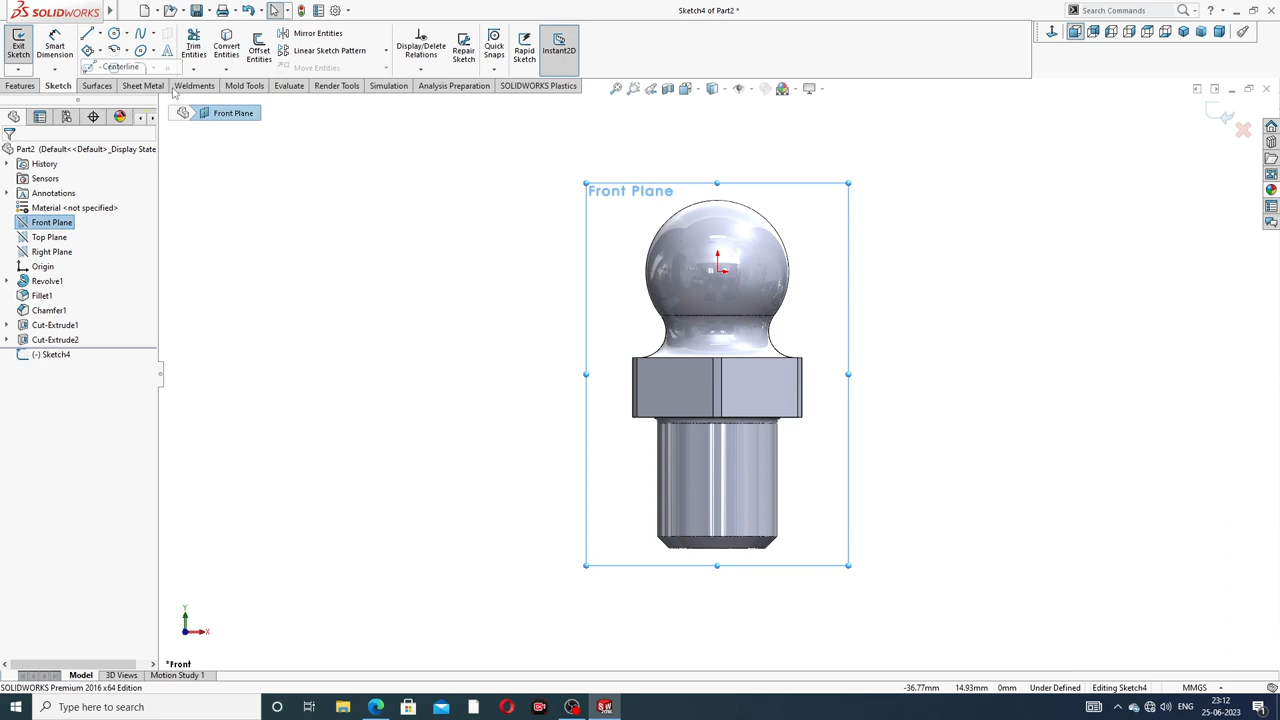 SOLIDWORKS
Sketch4 of Part2 *
Search Commands
Exit Sketch
Smart Dimension
Centerline
Trim Entities
Convert Entities
Offset Entities
Mirror Entities
Linear Sketch Pattern
Move Entities
Display/Delete Relations
Repair Sketch
Quick Snaps
Rapid Sketch
Instant2D
Features
Sketch
Surfaces
Sheet Metal
Weldments
Mold Tools
Evaluate
Render Tools
Simulation
Analysis Preparation
SOLIDWORKS Plastics
Front Plane
Part2 (Default<<Default>_Display State
History
Sensors
Annotations
Material <not specified>
Front Plane
Top Plane
Right Plane
Origin
Revolve1
Fillet1
Chamfer1
Cut-Extrude1
Cut-Extrude2
(-) Sketch4
Front Plane
Y
X
*Front
Model
3D Views
Motion Study 1
SOLIDWORKS Premium 2016 x64 Edition
-36.77mm
14.93mm
0mm
Under Defined
Editing Sketch4
MMGS
Type here to search
ENG
23:12
25-06-2023